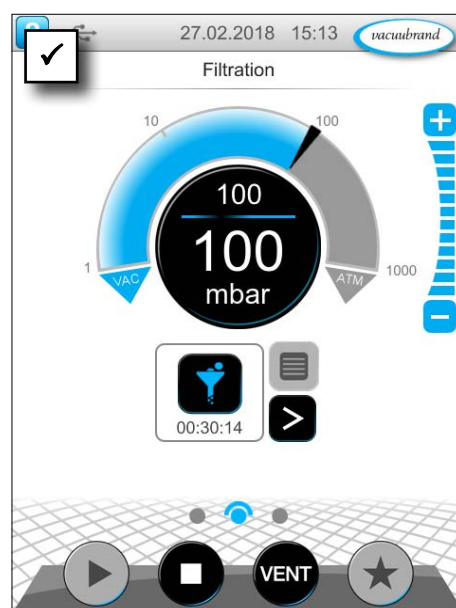 27.02.2018 15:13 vacuubrand
Filtration
10 100
1 VAC 100 ATM 1000
100
mbar
00:30:14
VENT